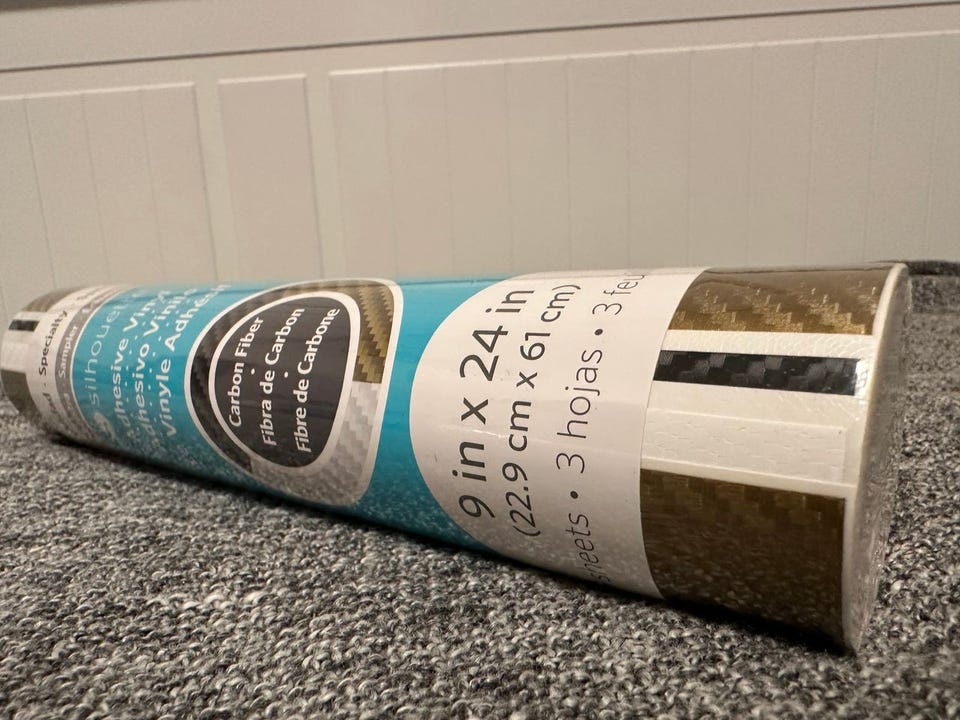 Specialty
Sampler
silhouette
Adhesive Vinyl
Adhesivo Vinilo
Vinyle Adhésif
Carbon Fiber
Fibra de Carbon
Fibre de Carbone
9 in x 24 in
(22.9 cm x 61 cm)
sheets • 3 hojas • 3 feu